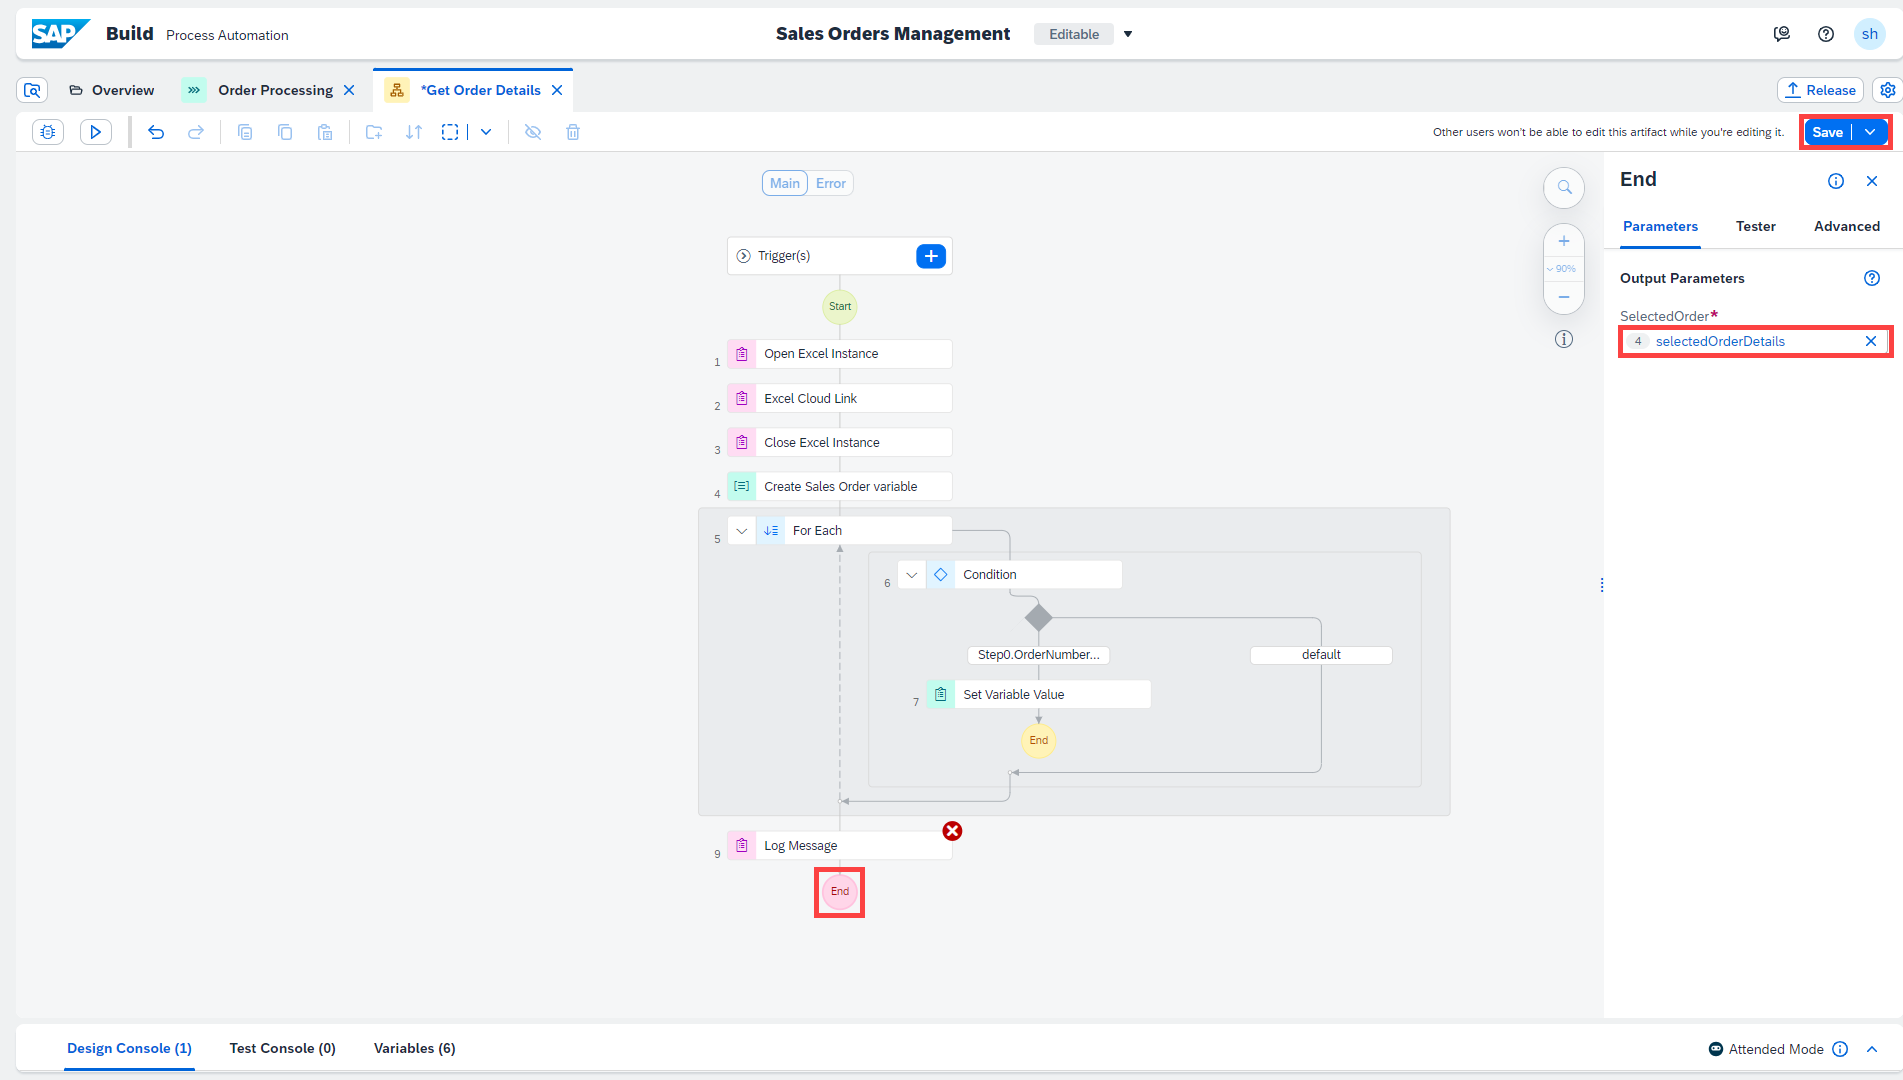 SAP Build Process Automation
Sales Orders Management Editable
sh
Overview Order Processing *Get Order Details Release
Other users won't be able to edit this artifact while you're editing it. Save
Main Error
End
Parameters Tester Advanced
Trigger(s)
Output Parameters
90%
Start
SelectedOrder*
4 selectedOrderDetails
1 Open Excel Instance
2 Excel Cloud Link
3 Close Excel Instance
4 Create Sales Order variable
5 For Each
6 Condition
Step0.OrderNumber... default
7 Set Variable Value
End
9 Log Message
End
Design Console (1) Test Console (0) Variables (6) Attended Mode